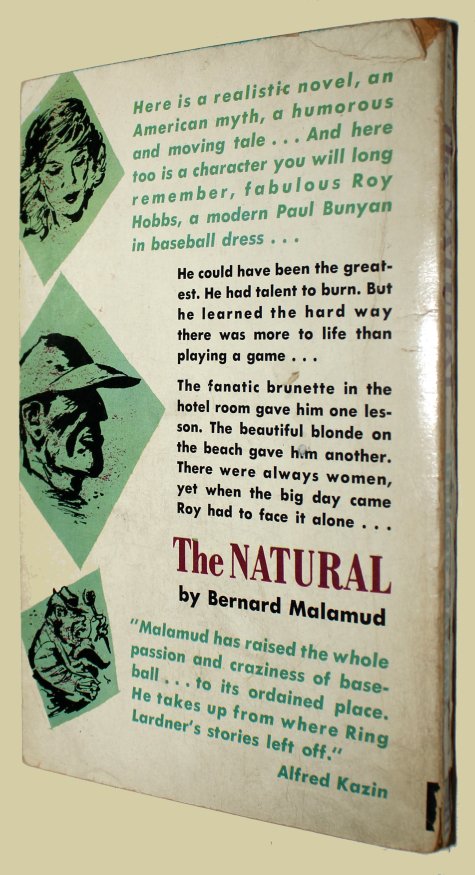 Here is a realistic novel, an
American myth, a humorous
and moving tale . . . And here
too is a character you will long
remember, fabulous Roy
Hobbs, a modern Paul Bunyan
in baseball dress . . .
He could have been the great-
est. He had talent to burn. But
he learned the hard way
there was more to life than
playing a game . . .
The fanatic brunette in the
hotel room gave him one les-
son. The beautiful blonde on
the beach gave him another.
There were always women,
yet when the big day came
Roy had to face it alone . . .
The NATURAL
by Bernard Malamud
"Malamud has raised the whole
passion and craziness of base-
ball . . . to its ordained place.
He takes up from where Ring
Lardner's stories left off."
Alfred Kazin